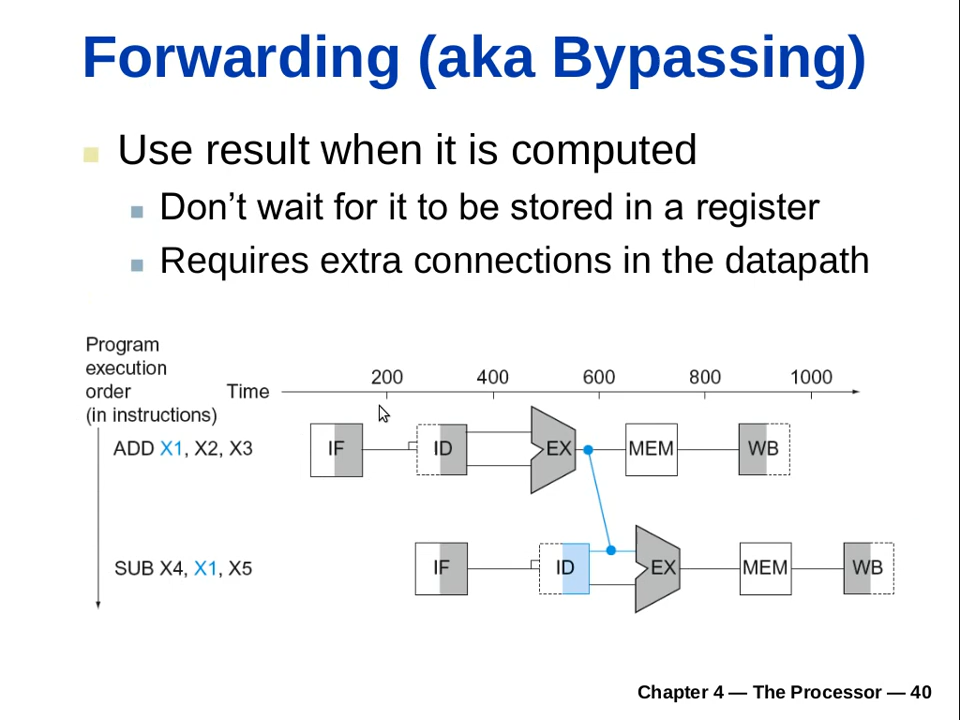 Forwarding (aka Bypassing)
Use result when it is computed
Don’t wait for it to be stored in a register
Requires extra connections in the datapath
Program
execution
order
(in instructions)
Time
200 400 600 800 1000
ADD X1, X2, X3
IF ID EX MEM WB
SUB X4, X1, X5
IF ID EX MEM WB
Chapter 4 — The Processor — 40